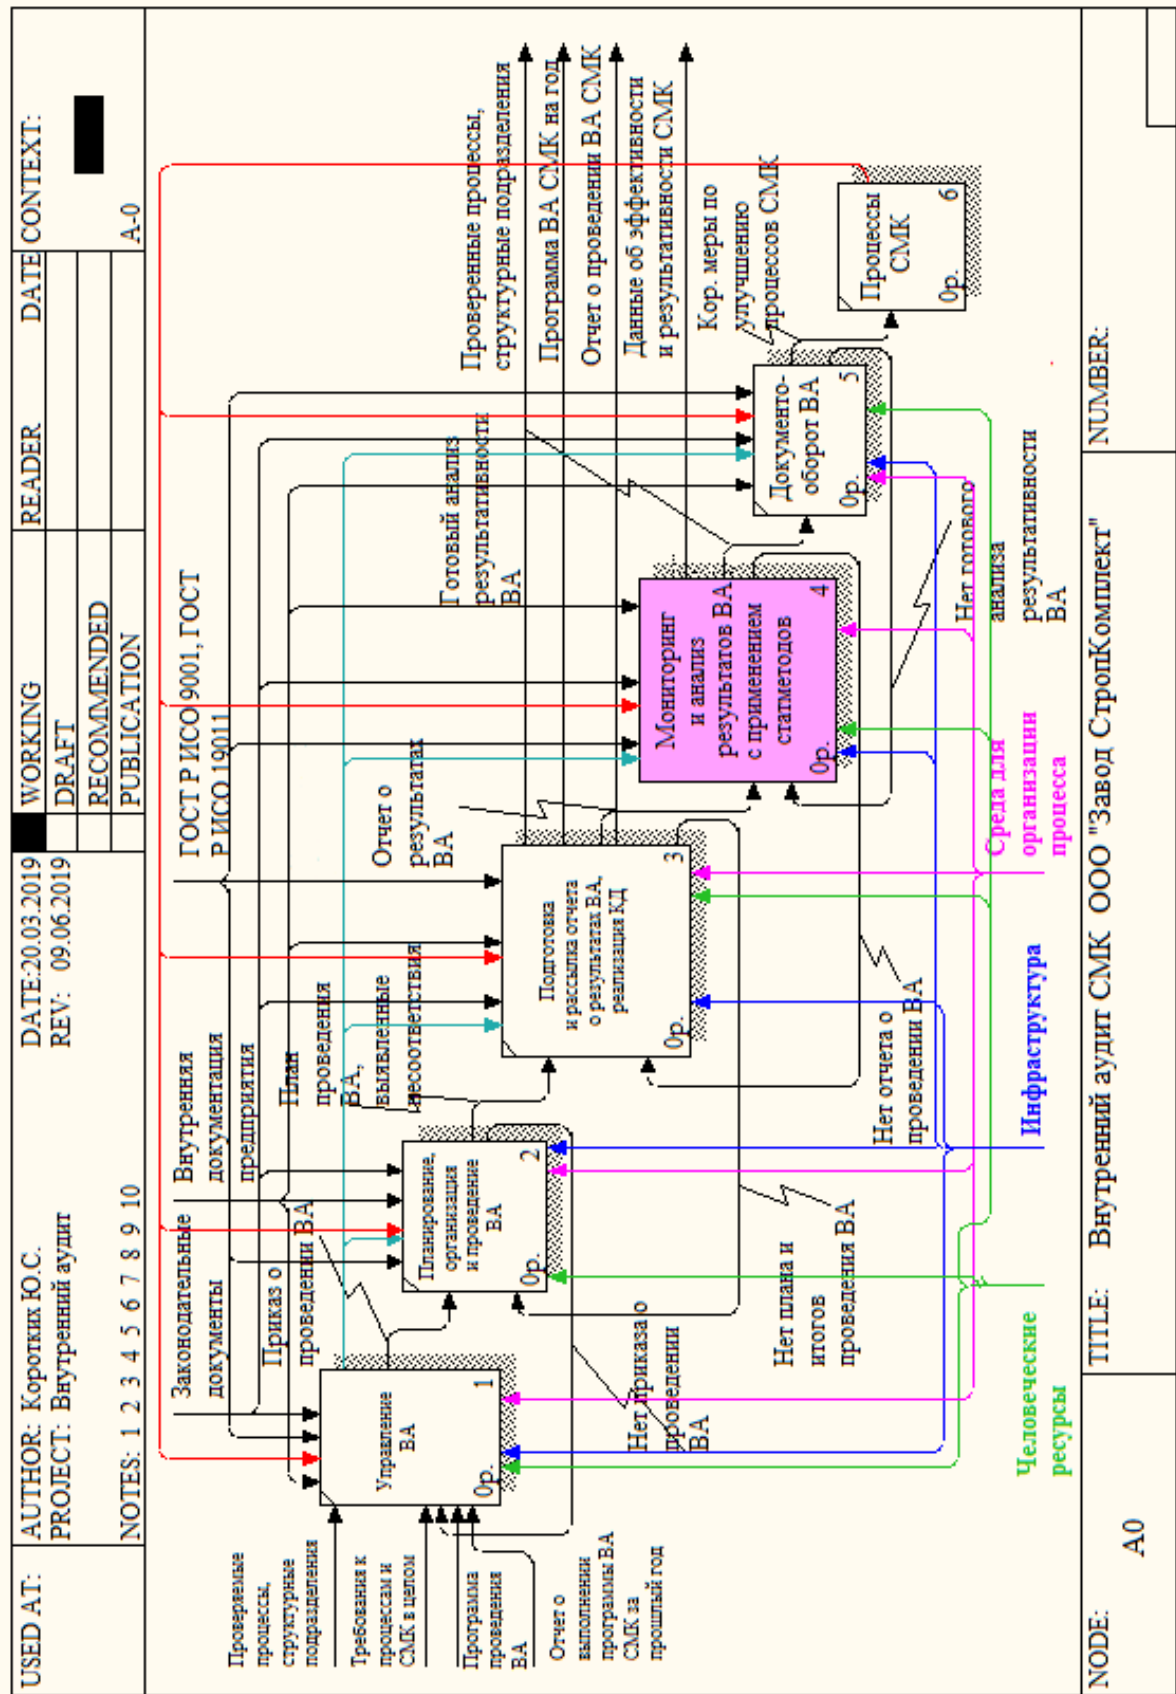 USED AT:
AUTHOR: Коротких Ю.С.
DATE:20.03.2019
WORKING
READER
DATE
CONTEXT:
PROJECT: Внутренний аудит
REV: 09.06.2019
DRAFT
RECOMMENDED
NOTES: 1 2 3 4 5 6 7 8 9 10
PUBLICATION
A-0
Законодательные
документы
Внутренняя
документация
предприятия
ГОСТ Р ИСО 9001, ГОСТ
Р ИСО 19011
Проверяемые
процессы,
структурные
подразделения
Требования к
процессам и
СМК в целом
Программа
проведения
ВА
Отчет о
выполнении
программы ВА
СМК за
прошлый год
Управление
ВА
0р.
1
Приказ о
проведении ВА
Планирование,
организация
и проведение
ВА
0р.
2
План
проведения
ВА,
выявленные
несоответствия
Подготовка
и рассылка отчета
о результатах ВА,
реализация КД
0р.
3
Отчет о
результатах
ВА
Мониторинг
и анализ
результатов ВА
с применением
статметодов
0р.
4
Готовый анализ
результативности
ВА
Документо-
оборот ВА
0р.
5
Кор. меры по
улучшению
процессов СМК
Процессы
СМК
0р.
6
Проверенные процессы,
структурные подразделения
Программа ВА СМК на год
Отчет о проведении ВА СМК
Данные об эффективности
и результативности СМК
Нет приказа о
проведении
ВА
Нет плана и
итогов
проведения ВА
Нет отчета о
проведении ВА
Нет готового
анализа
результативности
ВА
Человеческие
ресурсы
Инфраструктура
Среда для
организации
процесса
NODE:
A0
TITLE:
Внутренний аудит СМК ООО "Завод СтропКомплект"
NUMBER: